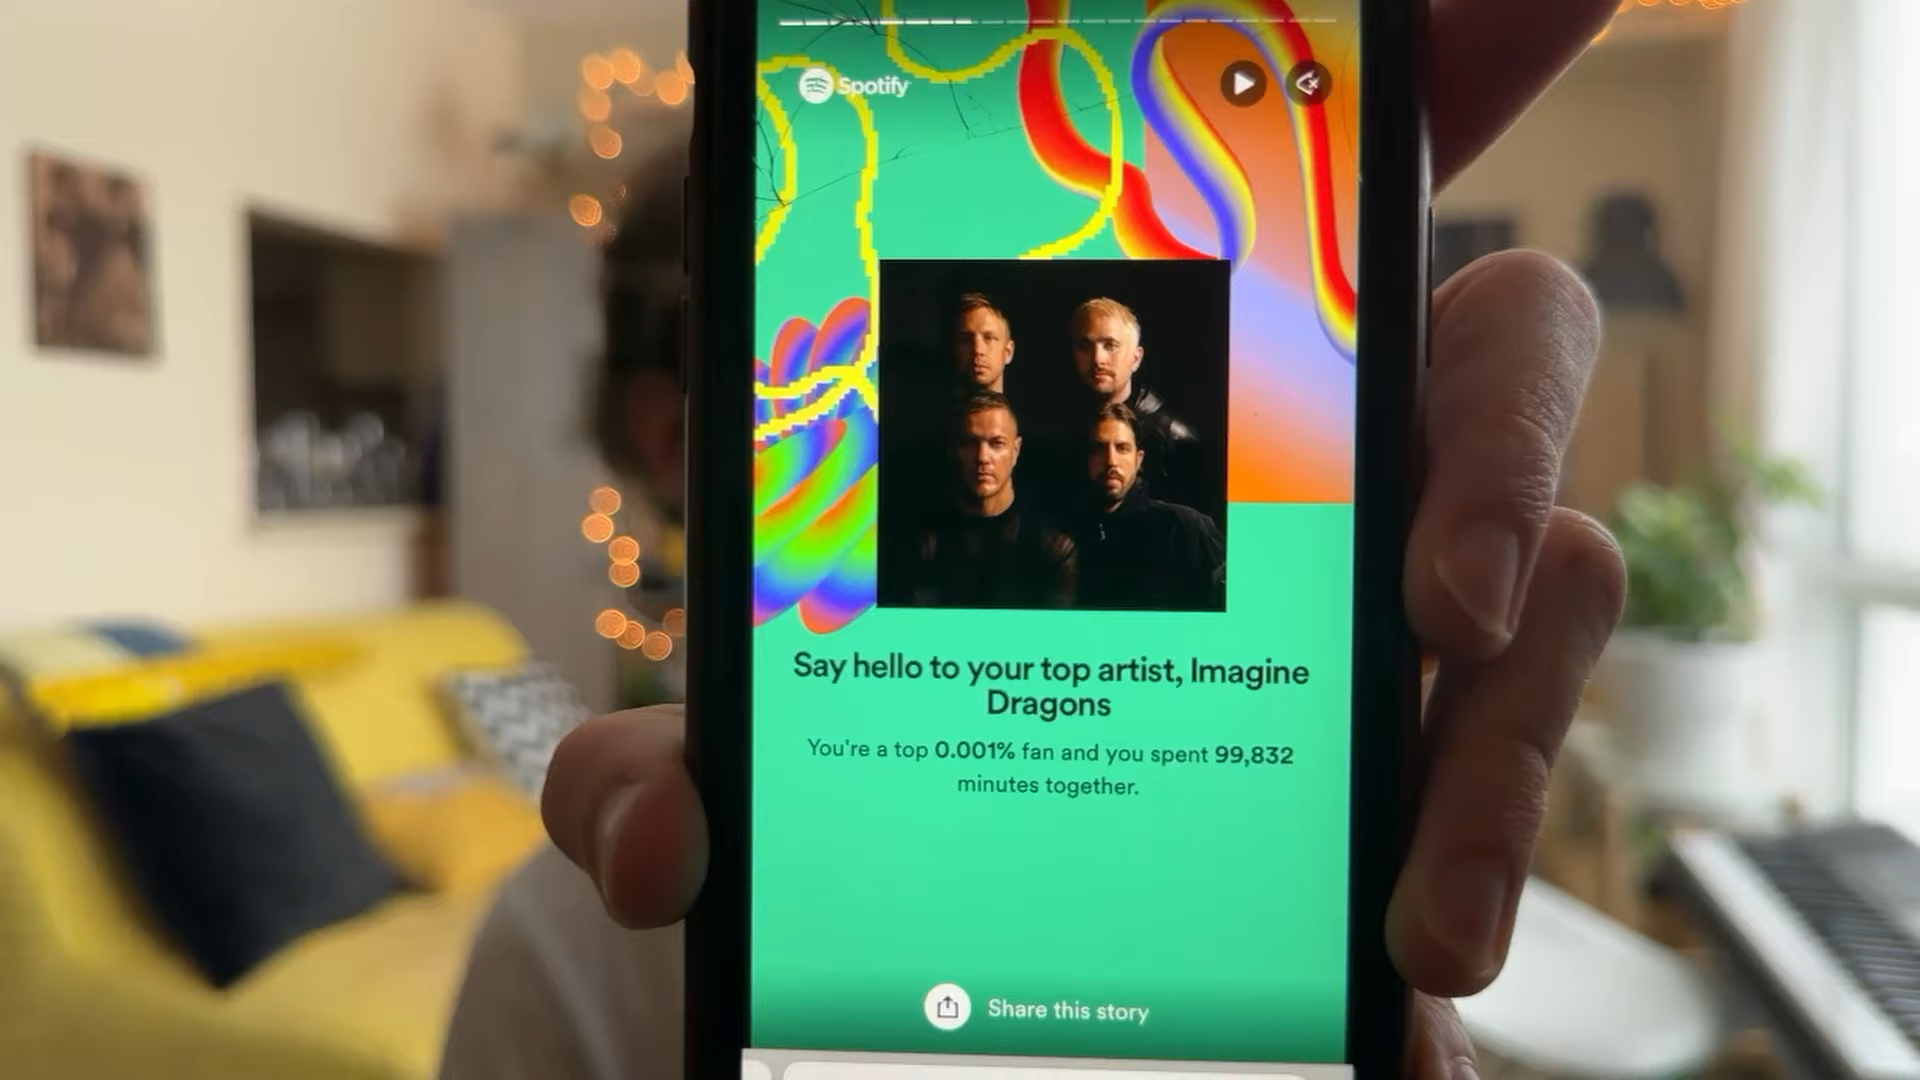 Spotify
Say hello to your top artist, Imagine
Dragons
You're a top 0.001% fan and you spent 99,832
minutes together.
Share this story